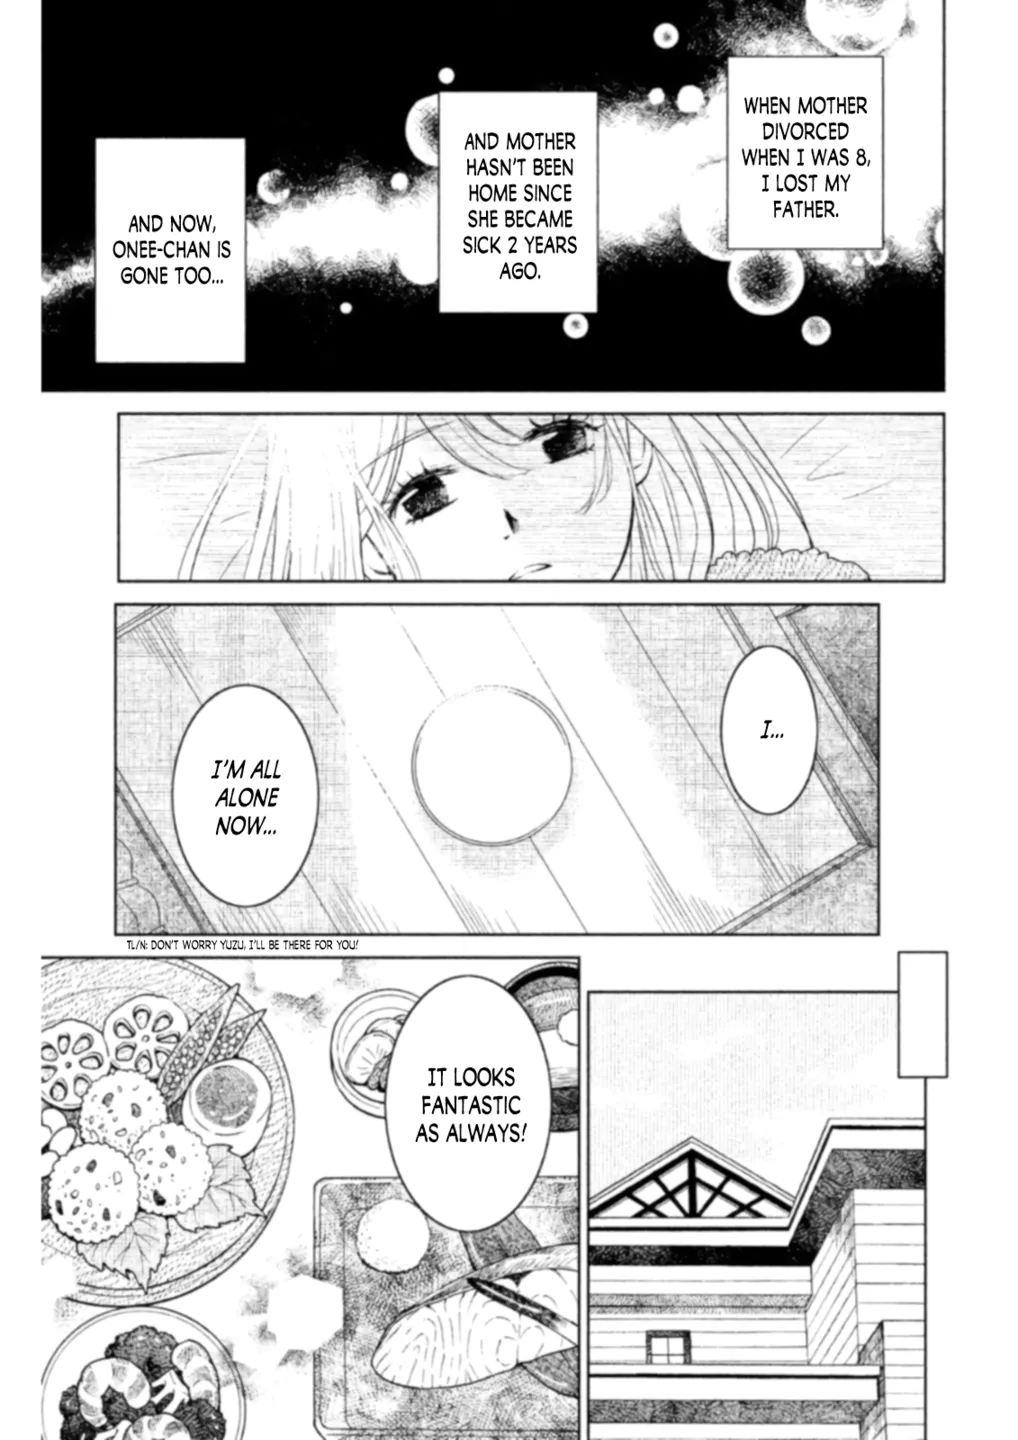 WHEN MOTHER
DIVORCED
WHEN I WAS 8,
I LOST MY
FATHER.
AND MOTHER
HASN'T BEEN
HOME SINCE
SHE BECAME
SICK 2 YEARS
AGO.
AND NOW,
ONEE-CHAN IS
GONE TOO...
I...
I'M ALL
ALONE
NOW...
TL/N: DON'T WORRY YUZU, I'LL BE THERE FOR YOU!
IT LOOKS
FANTASTIC
AS ALWAYS!